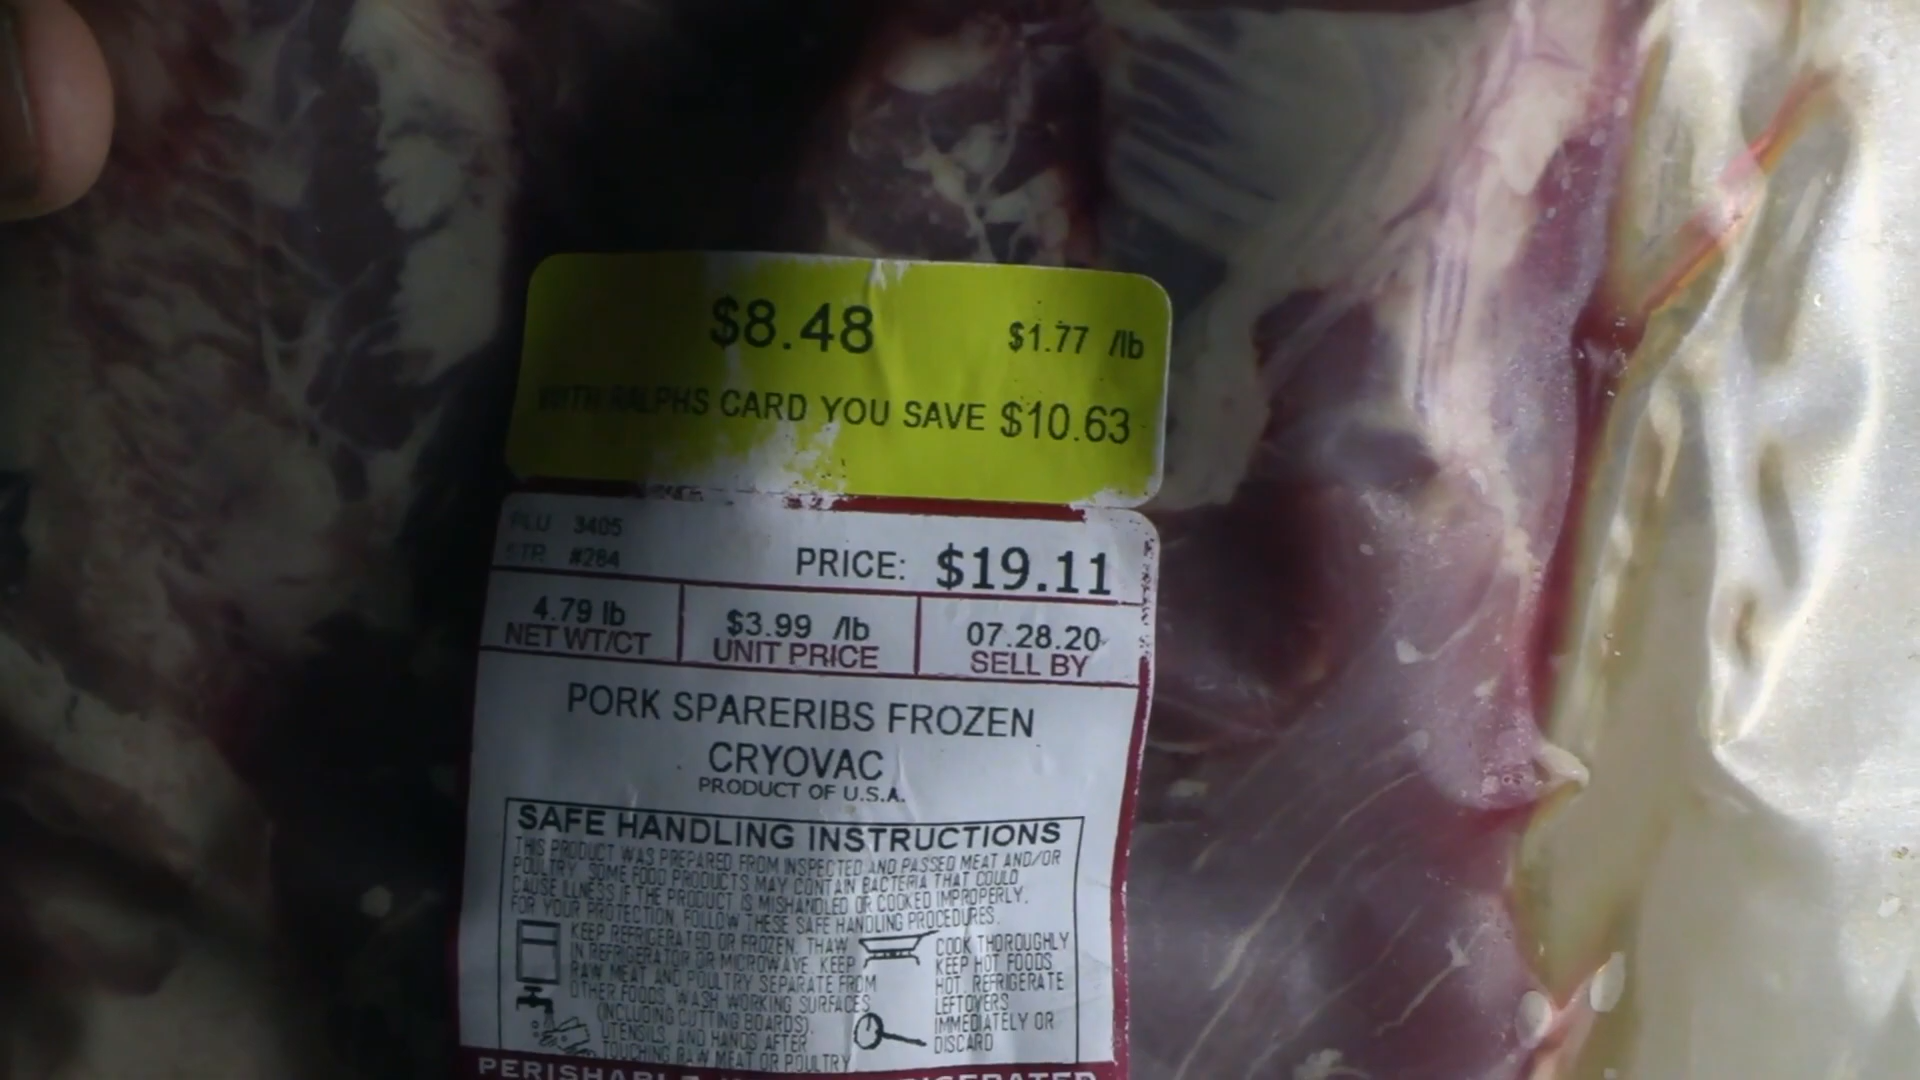 $8.48 $1.77 /lb
WITH RALPHS CARD YOU SAVE $10.63
PLU 3405
STR #284
PRICE: $19.11
4.79 lb
NET WT/CT
$3.99 /lb
UNIT PRICE
07.28.20
SELL BY
PORK SPARERIBS FROZEN
CRYOVAC
PRODUCT OF U.S.A.
SAFE HANDLING INSTRUCTIONS
THIS PRODUCT WAS PREPARED FROM INSPECTED AND PASSED MEAT AND/OR
POULTRY. SOME FOOD PRODUCTS MAY CONTAIN BACTERIA THAT COULD
CAUSE ILLNESS IF THE PRODUCT IS MISHANDLED OR COOKED IMPROPERLY.
FOR YOUR PROTECTION, FOLLOW THESE SAFE HANDLING PROCEDURES.
KEEP REFRIGERATED OR FROZEN. THAW
IN REFRIGERATOR OR MICROWAVE. KEEP
RAW MEAT AND POULTRY SEPARATE FROM
OTHER FOODS. WASH WORKING SURFACES
(INCLUDING CUTTING BOARDS),
UTENSILS, AND HANDS AFTER
TOUCHING RAW MEAT OR POULTRY
COOK THOROUGHLY
KEEP HOT FOODS
HOT. REFRIGERATE
LEFTOVERS
IMMEDIATELY OR
DISCARD
PERISHABLE